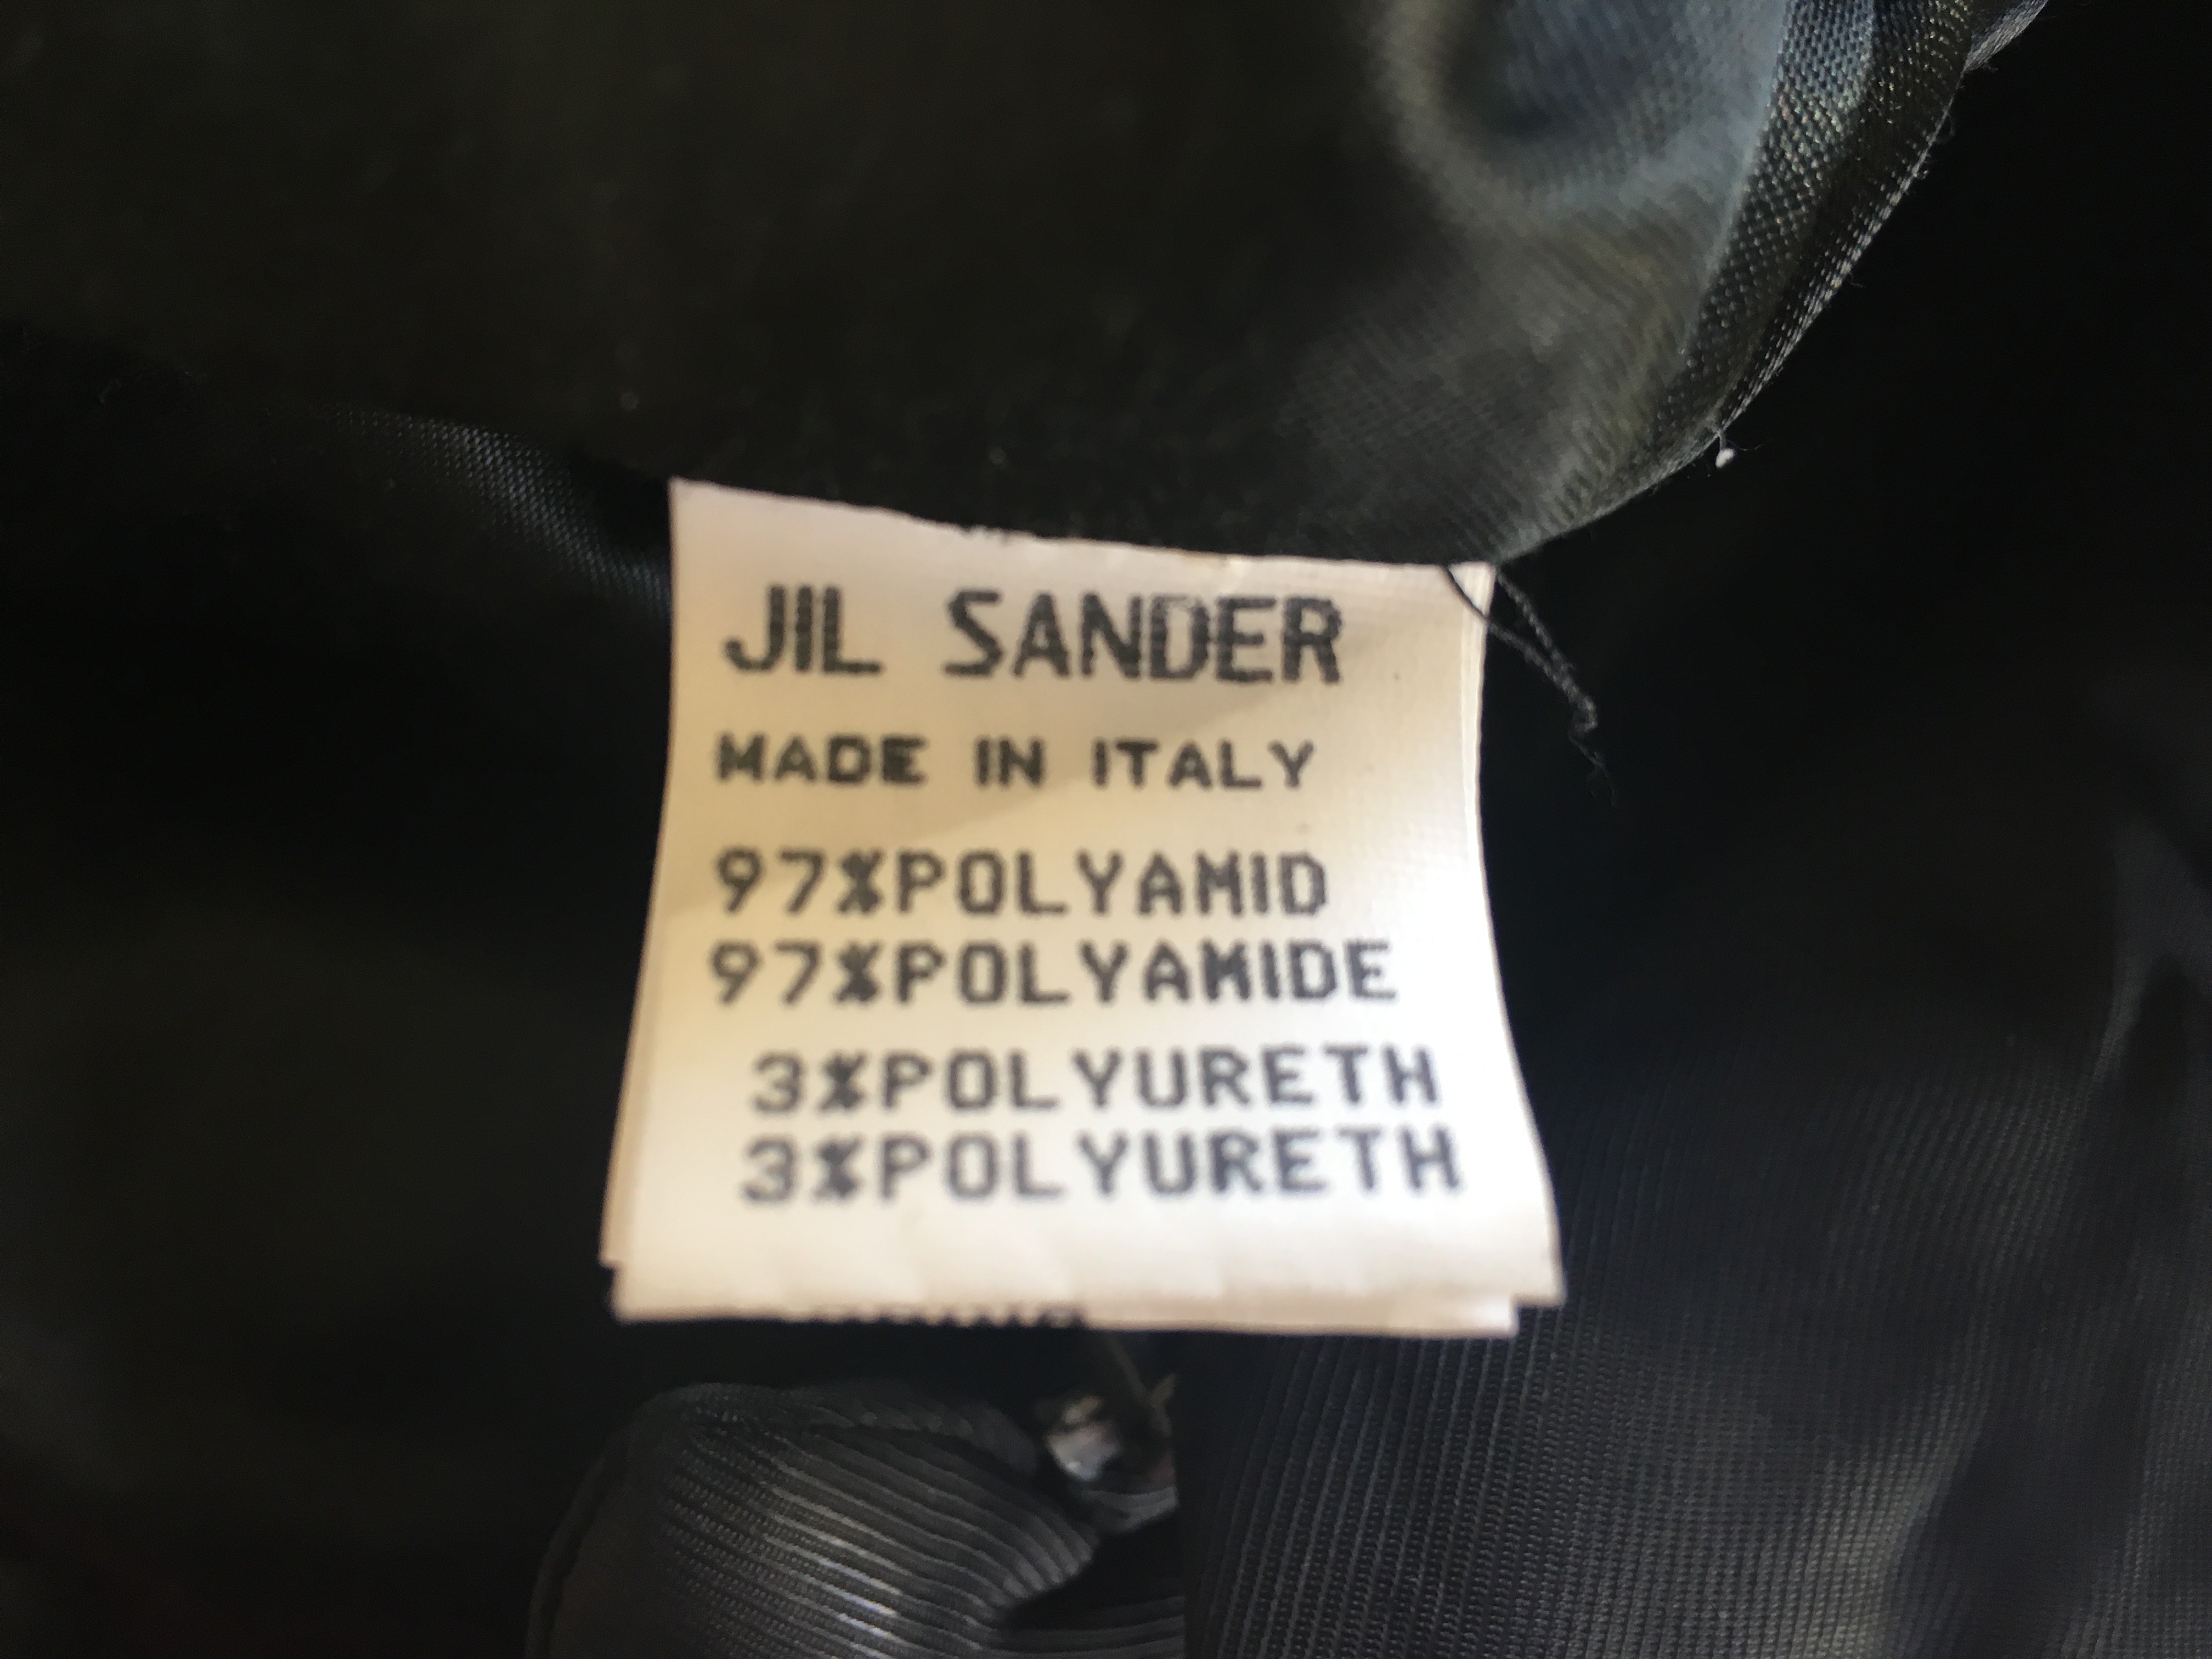 JIL SANDER
MADE IN ITALY
97%POLYAMID
97%POLYAMIDE
3%POLYURETH
3%POLYURETH